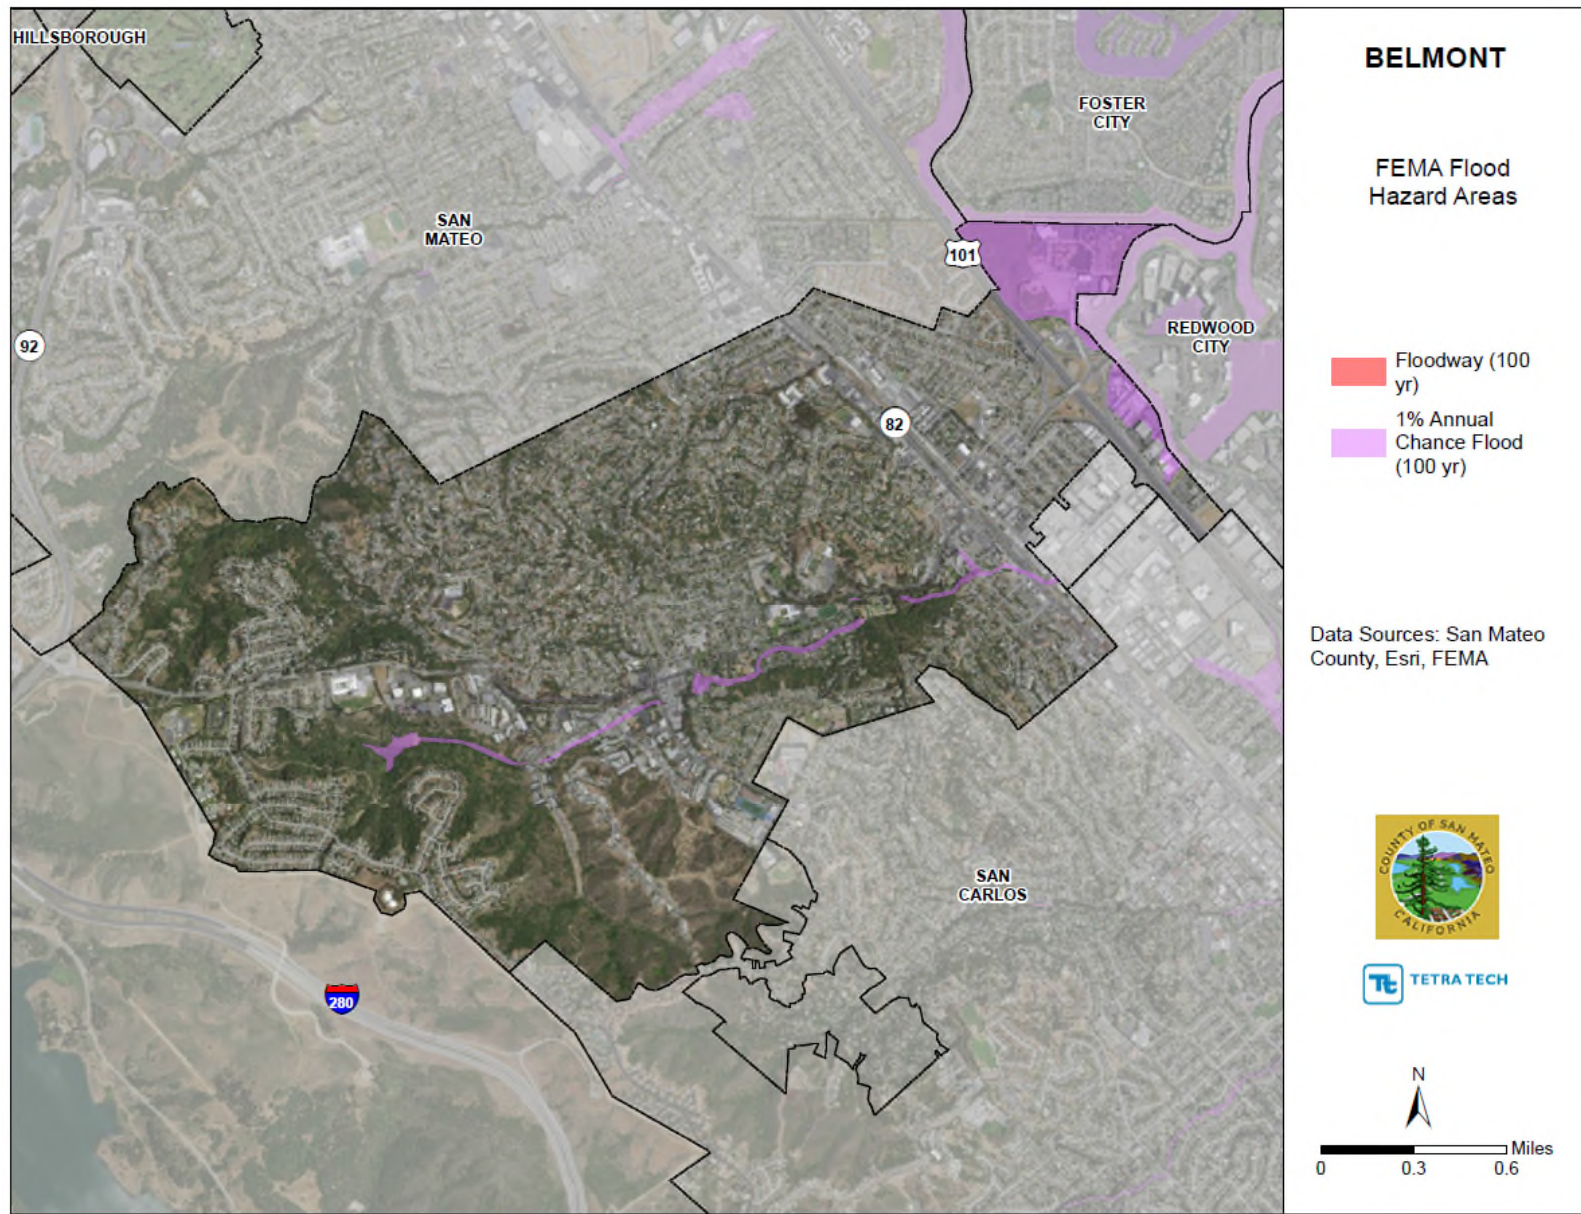 HILLSBOROUGH
SAN
MATEO
FOSTER
CITY
101
REDWOOD
CITY
92
82
SAN
CARLOS
280
BELMONT
FEMA Flood
Hazard Areas
Floodway (100
yr)
1% Annual
Chance Flood
(100 yr)
Data Sources: San Mateo
County, Esri, FEMA
COUNTY OF SAN MATEO
CALIFORNIA
Tt TETRA TECH
N
Miles
0 0.3 0.6